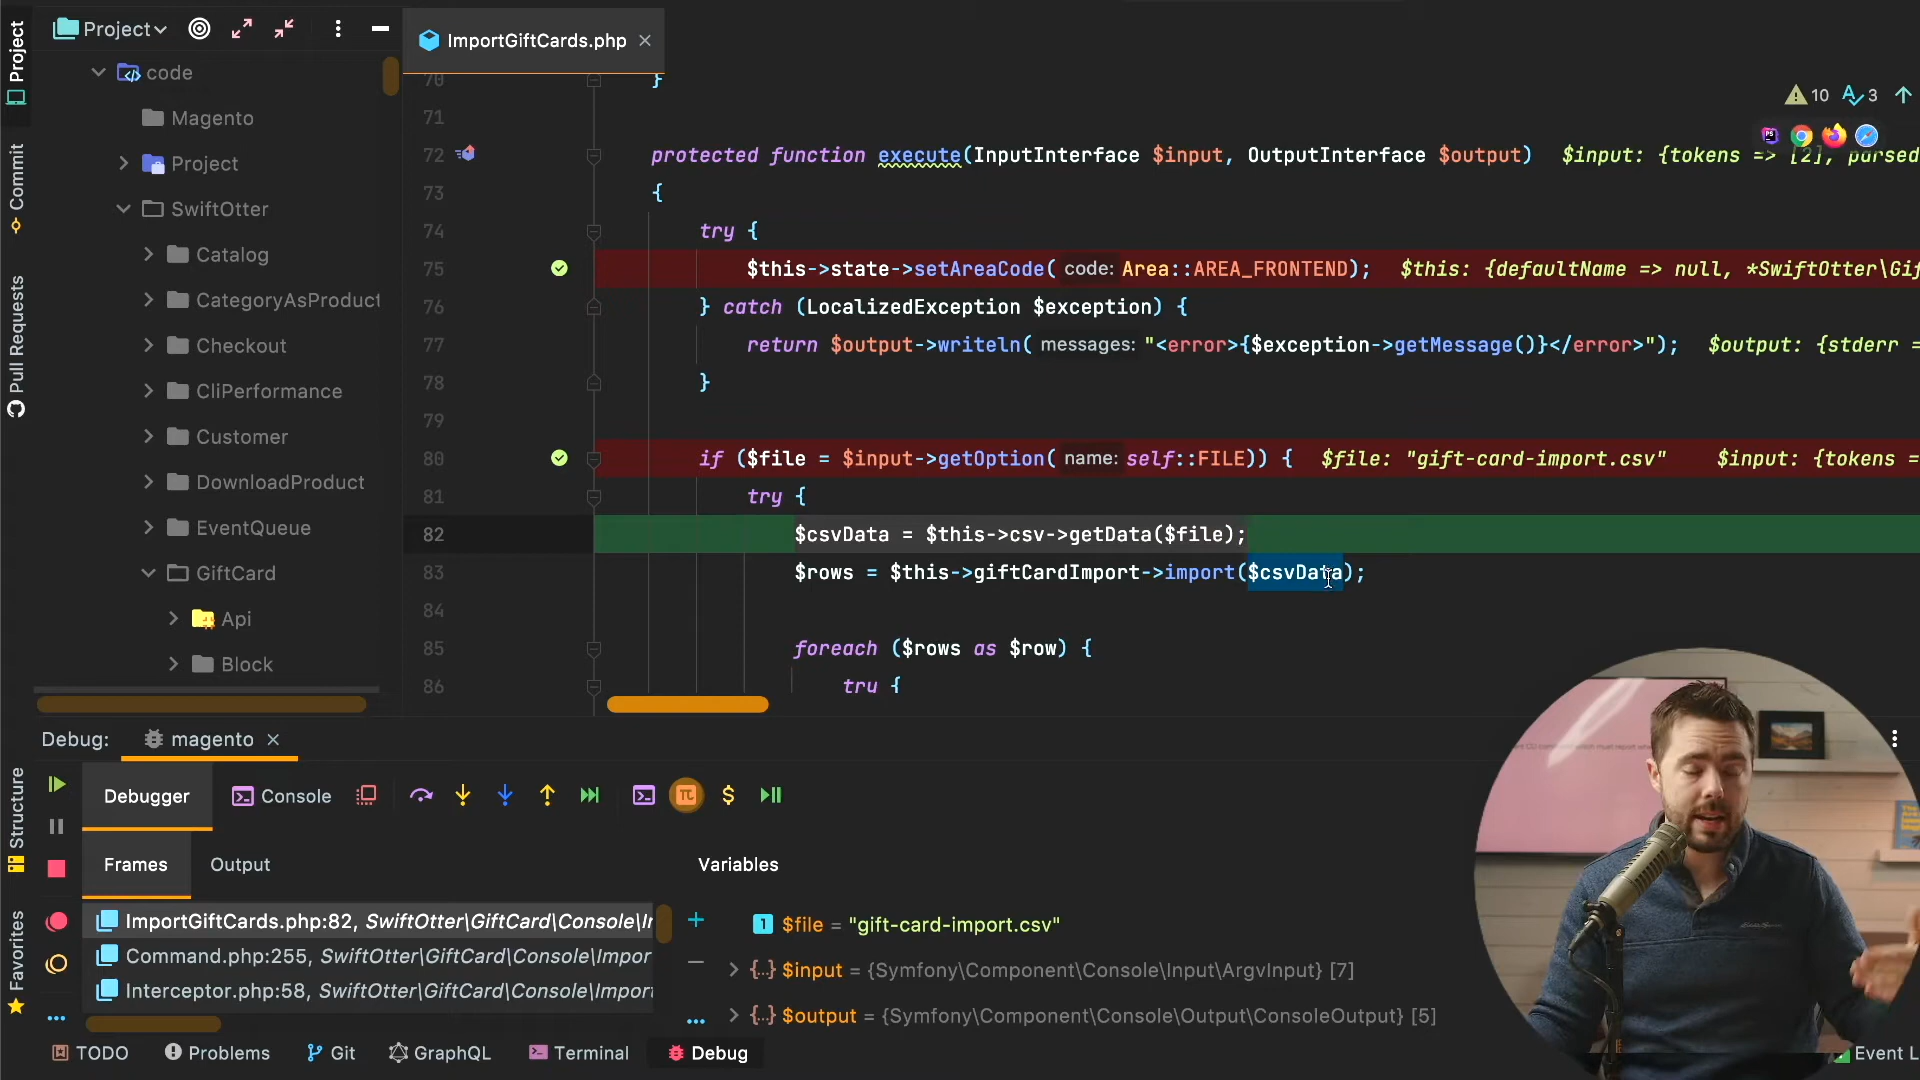 Project
Commit
Pull Requests
Structure
Favorites
Project
code
Magento
Project
SwiftOtter
Catalog
CategoryAsProduct
Checkout
CliPerformance
Customer
DownloadProduct
EventQueue
GiftCard
Api
Block
ImportGiftCards.php
10 3
70 }
71
72 protected function execute(InputInterface $input, OutputInterface $output) $input: {tokens => [2], parsed
73 {
74 try {
75 $this->state->setAreaCode( code: Area::AREA_FRONTEND); $this: {defaultName => null, *SwiftOtter\Gif
76 } catch (LocalizedException $exception) {
77 return $output->writeln( messages: "<error>{$exception->getMessage()}</error>"); $output: {stderr =
78 }
79
80 if ($file = $input->getOption( name: self::FILE)) { $file: "gift-card-import.csv" $input: {tokens =
81 try {
82 $csvData = $this->csv->getData($file);
83 $rows = $this->giftCardImport->import($csvData);
84
85 foreach ($rows as $row) {
86 try {
Debug: magento
Debugger Console
Frames Output Variables
ImportGiftCards.php:82, SwiftOtter\GiftCard\Console\I
Command.php:255, SwiftOtter\GiftCard\Console\Impor
Interceptor.php:58, SwiftOtter\GiftCard\Console\Import
$file = "gift-card-import.csv"
$input = {Symfony\Component\Console\Input\ArgvInput} [7]
$output = {Symfony\Component\Console\Output\ConsoleOutput} [5]
TODO Problems Git GraphQL Terminal Debug Event L